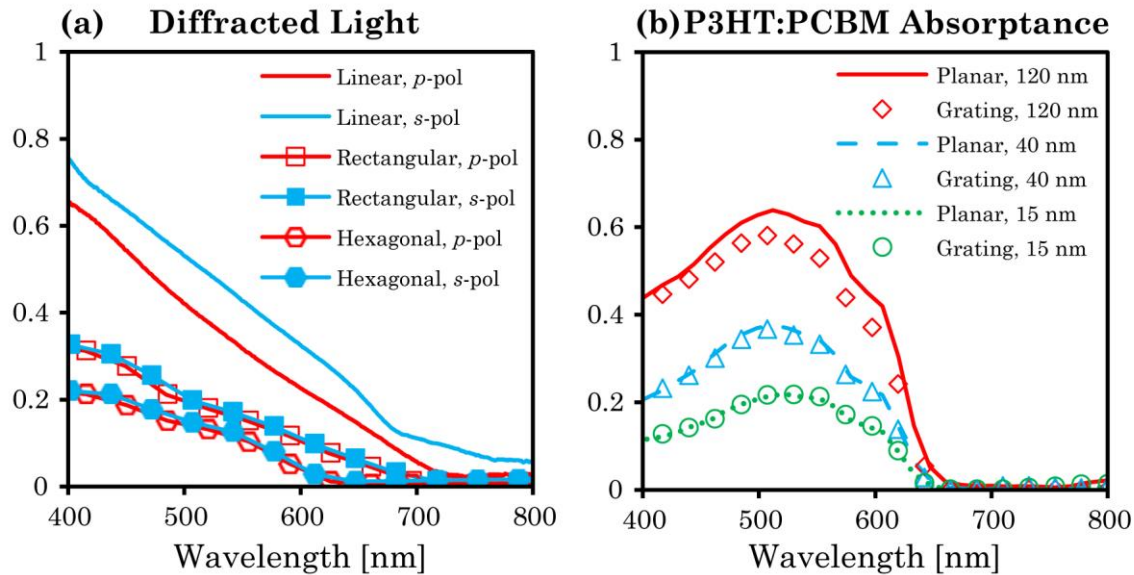 (a) Diffracted Light
1
0.8
0.6
0.4
0.2
0
Linear, p-pol
Linear, s-pol
Rectangular, p-pol
Rectangular, s-pol
Hexagonal, p-pol
Hexagonal, s-pol
400 500 600 700 800
Wavelength [nm]
(b) P3HT:PCBM Absorptance
1
0.8
0.6
0.4
0.2
0
Planar, 120 nm
Grating, 120 nm
Planar, 40 nm
Grating, 40 nm
Planar, 15 nm
Grating, 15 nm
400 500 600 700 800
Wavelength [nm]